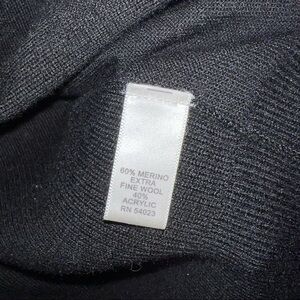 60% MERINO
EXTRA
FINE WOOL
40%
ACRYLIC
RN 54023